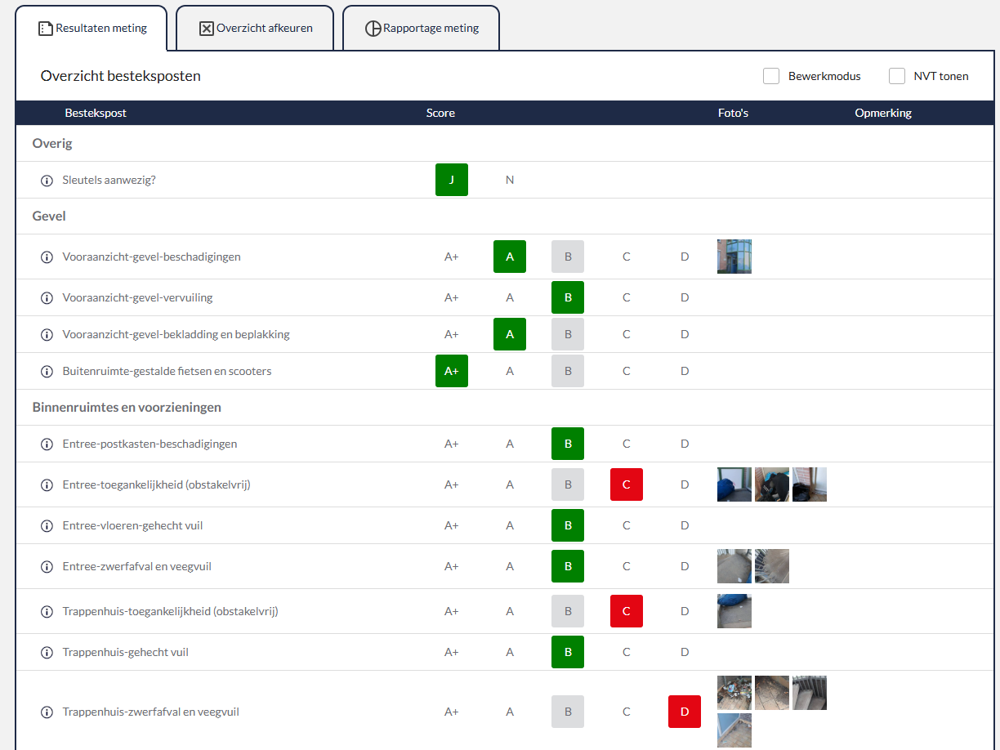 Resultaten meting
Overzicht afkeuren
Rapportage meting
Overzicht besteksposten
Bewerkmodus
NVT tonen
Bestekspost Score Foto's Opmerking
Overig
Sleutels aanwezig? J N
Gevel
Vooraanzicht-gevel-beschadigingen A+ A B C D
Vooraanzicht-gevel-vervuiling A+ A B C D
Vooraanzicht-gevel-bekladding en beplakking A+ A B C D
Buitenruimte-gestalde fietsen en scooters A+ A B C D
Binnenruimtes en voorzieningen
Entree-postkasten-beschadigingen A+ A B C D
Entree-toegankelijkheid (obstakelvrij) A+ A B C D
Entree-vloeren-gehecht vuil A+ A B C D
Entree-zwerfafval en veegvuil A+ A B C D
Trappenhuis-toegankelijkheid (obstakelvrij) A+ A B C D
Trappenhuis-gehecht vuil A+ A B C D
Trappenhuis-zwerfafval en veegvuil A+ A B C D